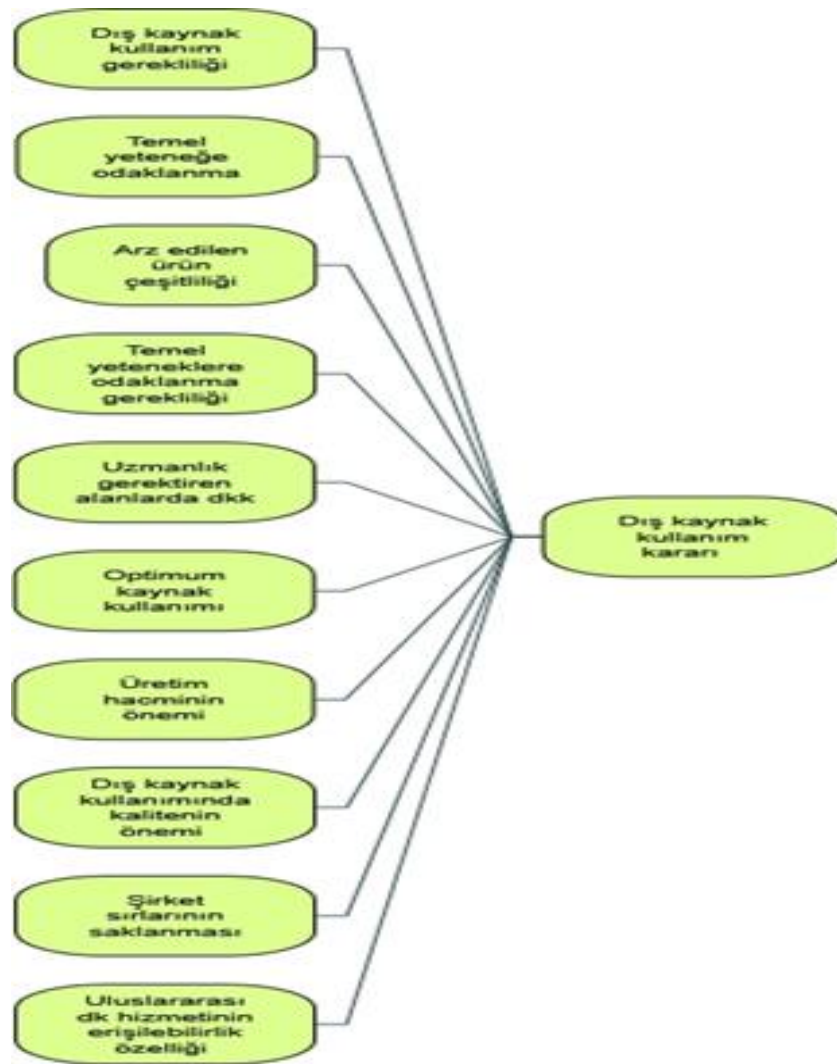 Dış kaynak
kullanım
gerekliliği
Temel
yeteneğe
odaklanma
Arz edilen
ürün
çeşitliliği
Temel
yeteneklere
odaklanma
gerekliliği
Uzmanlık
gerektiren
alanlarda dkk
Optimum
kaynak
kullanımı
Üretim
hacminin
önemi
Dış kaynak
kullanımında
kalitenin
önemi
Şirket
sırlarının
saklanması
Uluslararası
dk hizmetinin
erişilebilirlik
özelliği
Dış kaynak
kullanım
kararı